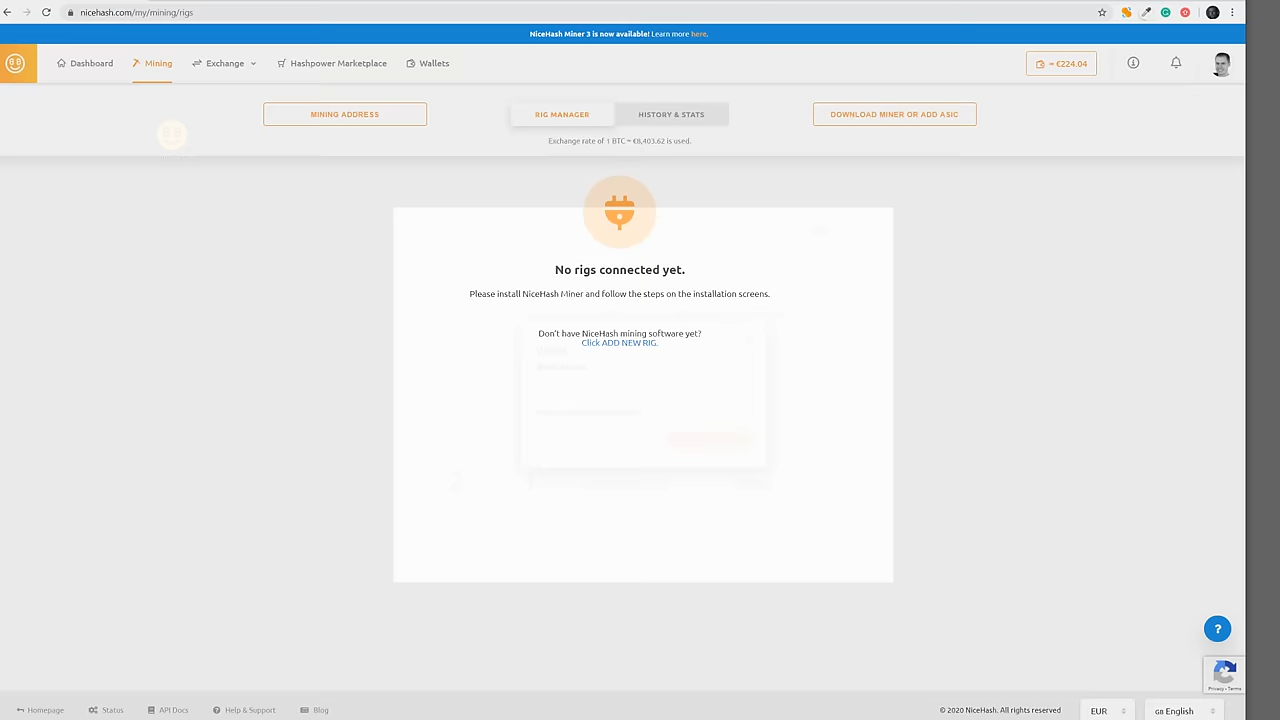 nicehash.com/my/mining/rigs
NiceHash Miner 3 is now available! Learn more here.
Dashboard
Mining
Exchange
Hashpower Marketplace
Wallets
≈ €224.04
MINING ADDRESS
RIG MANAGER
HISTORY & STATS
DOWNLOAD MINER OR ADD ASIC
Exchange rate of 1 BTC = €8,403.62 is used.
No rigs connected yet.
Please install NiceHash Miner and follow the steps on the installation screens.
Don't have NiceHash mining software yet?
Click ADD NEW RIG.
?
Privacy - Terms
Homepage
Status
API Docs
Help & Support
Blog
© 2020 NiceHash. All rights reserved
EUR
GB English